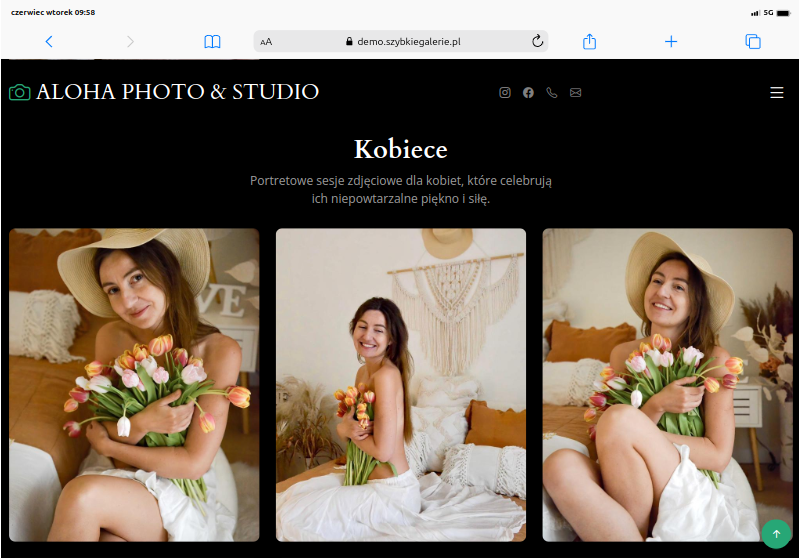 czerwiec wtorek 09:58
5G
AA
demo.szybkiegalerie.pl
ALOHA PHOTO & STUDIO
Kobiece
Portretowe sesje zdjęciowe dla kobiet, które celebrują
ich niepowtarzalne piękno i siłę.
VE